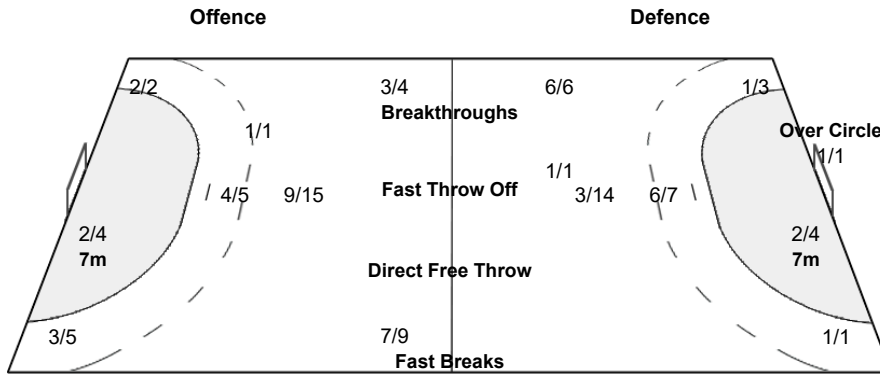 Offence Defence
2/2 3/4 6/6 1/3
Breakthroughs
1/1 Over Circle
1/1
1/1
4/5 9/15 Fast Throw Off 3/14 6/7
2/4 2/4
7m 7m
Direct Free Throw
3/5 7/9 1/1
Fast Breaks